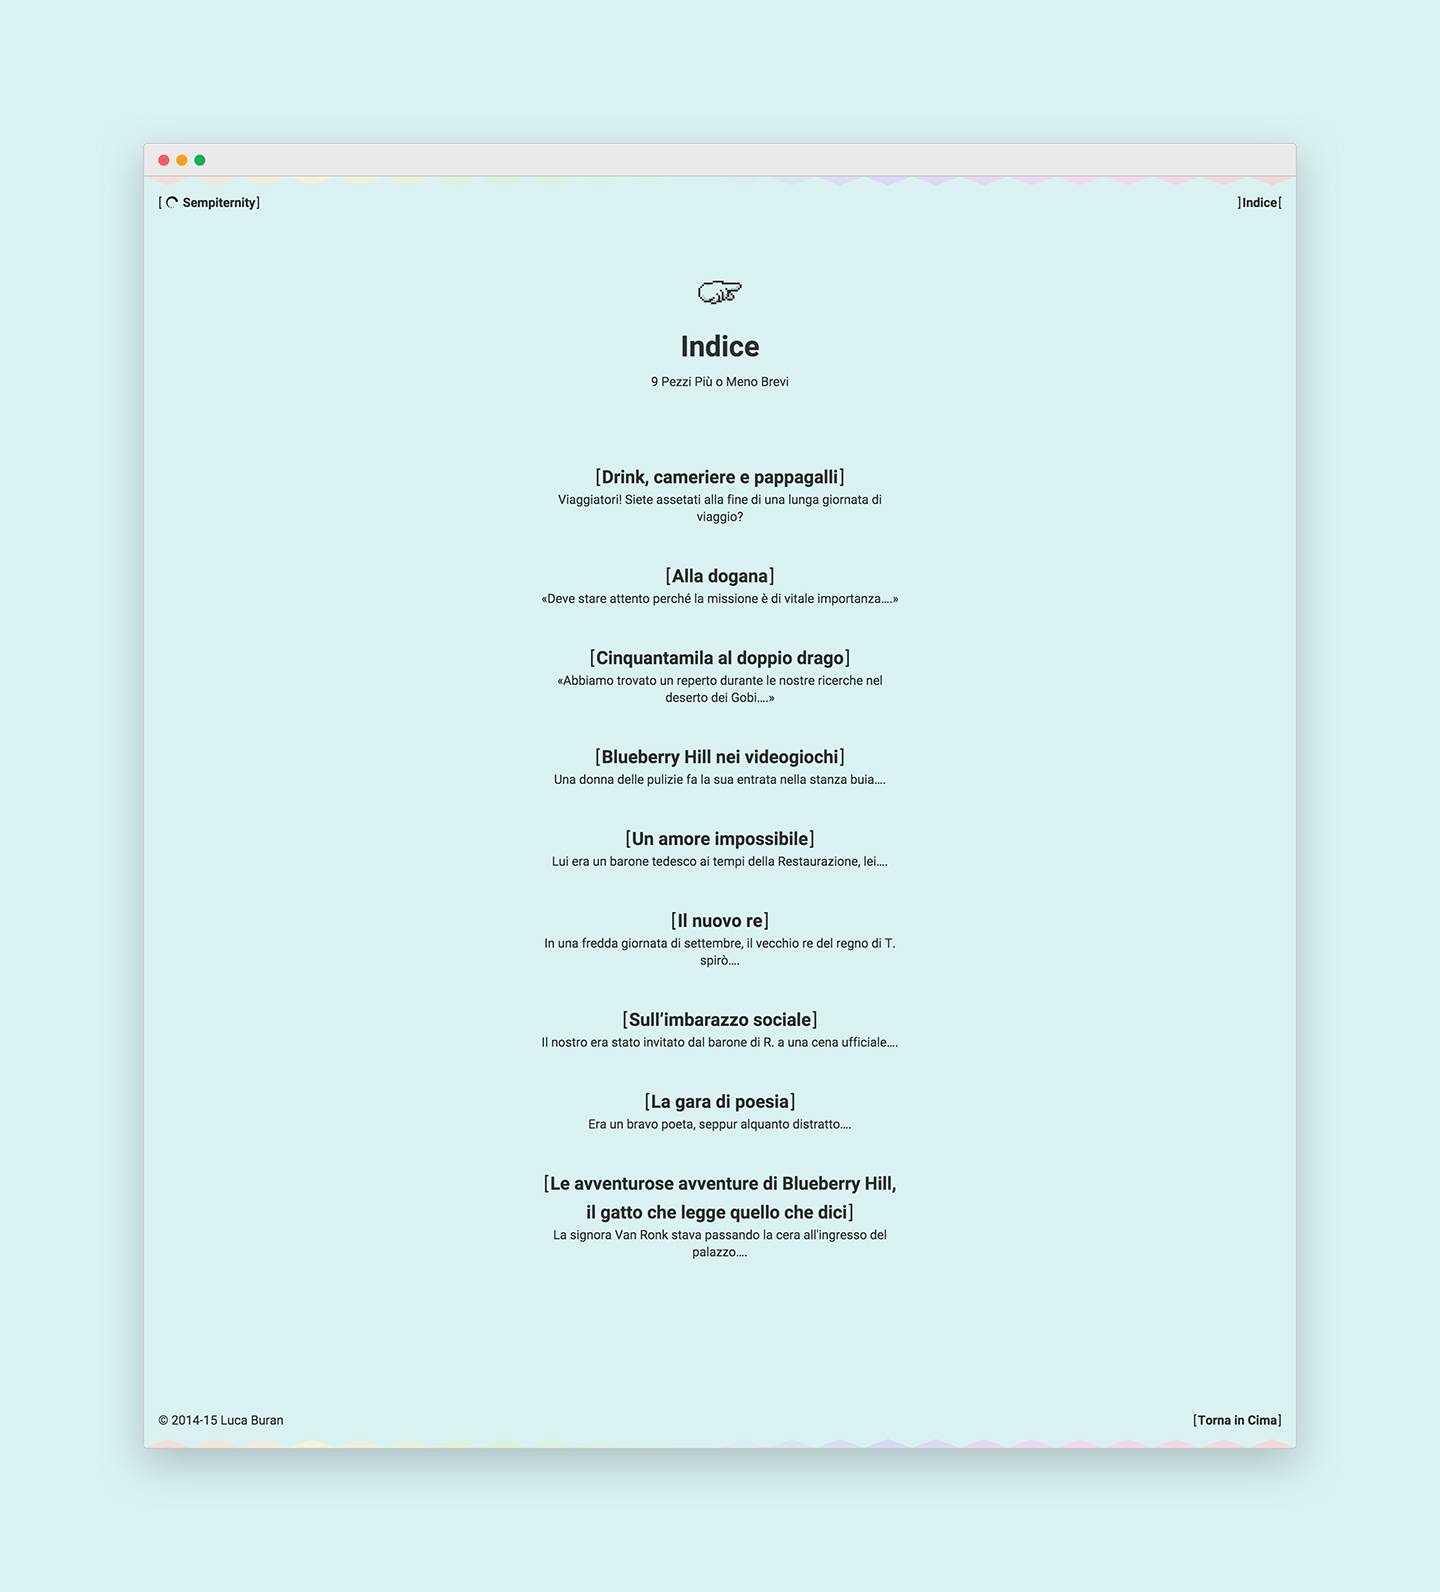 [ Sempiternity]
]Indice[
Indice
9 Pezzi Più o Meno Brevi
[Drink, cameriere e pappagalli]
Viaggiatori! Siete assetati alla fine di una lunga giornata di
viaggio?
[Alla dogana]
«Deve stare attento perché la missione è di vitale importanza....»
[Cinquantamila al doppio drago]
«Abbiamo trovato un reperto durante le nostre ricerche nel
deserto dei Gobi....»
[Blueberry Hill nei videogiochi]
Una donna delle pulizie fa la sua entrata nella stanza buia....
[Un amore impossibile]
Lui era un barone tedesco ai tempi della Restaurazione, lei....
[Il nuovo re]
In una fredda giornata di settembre, il vecchio re del regno di T.
spirò....
[Sull’imbarazzo sociale]
Il nostro era stato invitato dal barone di R. a una cena ufficiale....
[La gara di poesia]
Era un bravo poeta, seppur alquanto distratto....
[Le avventurose avventure di Blueberry Hill,
il gatto che legge quello che dici]
La signora Van Ronk stava passando la cera all'ingresso del
palazzo....
© 2014-15 Luca Buran
[Torna in Cima]